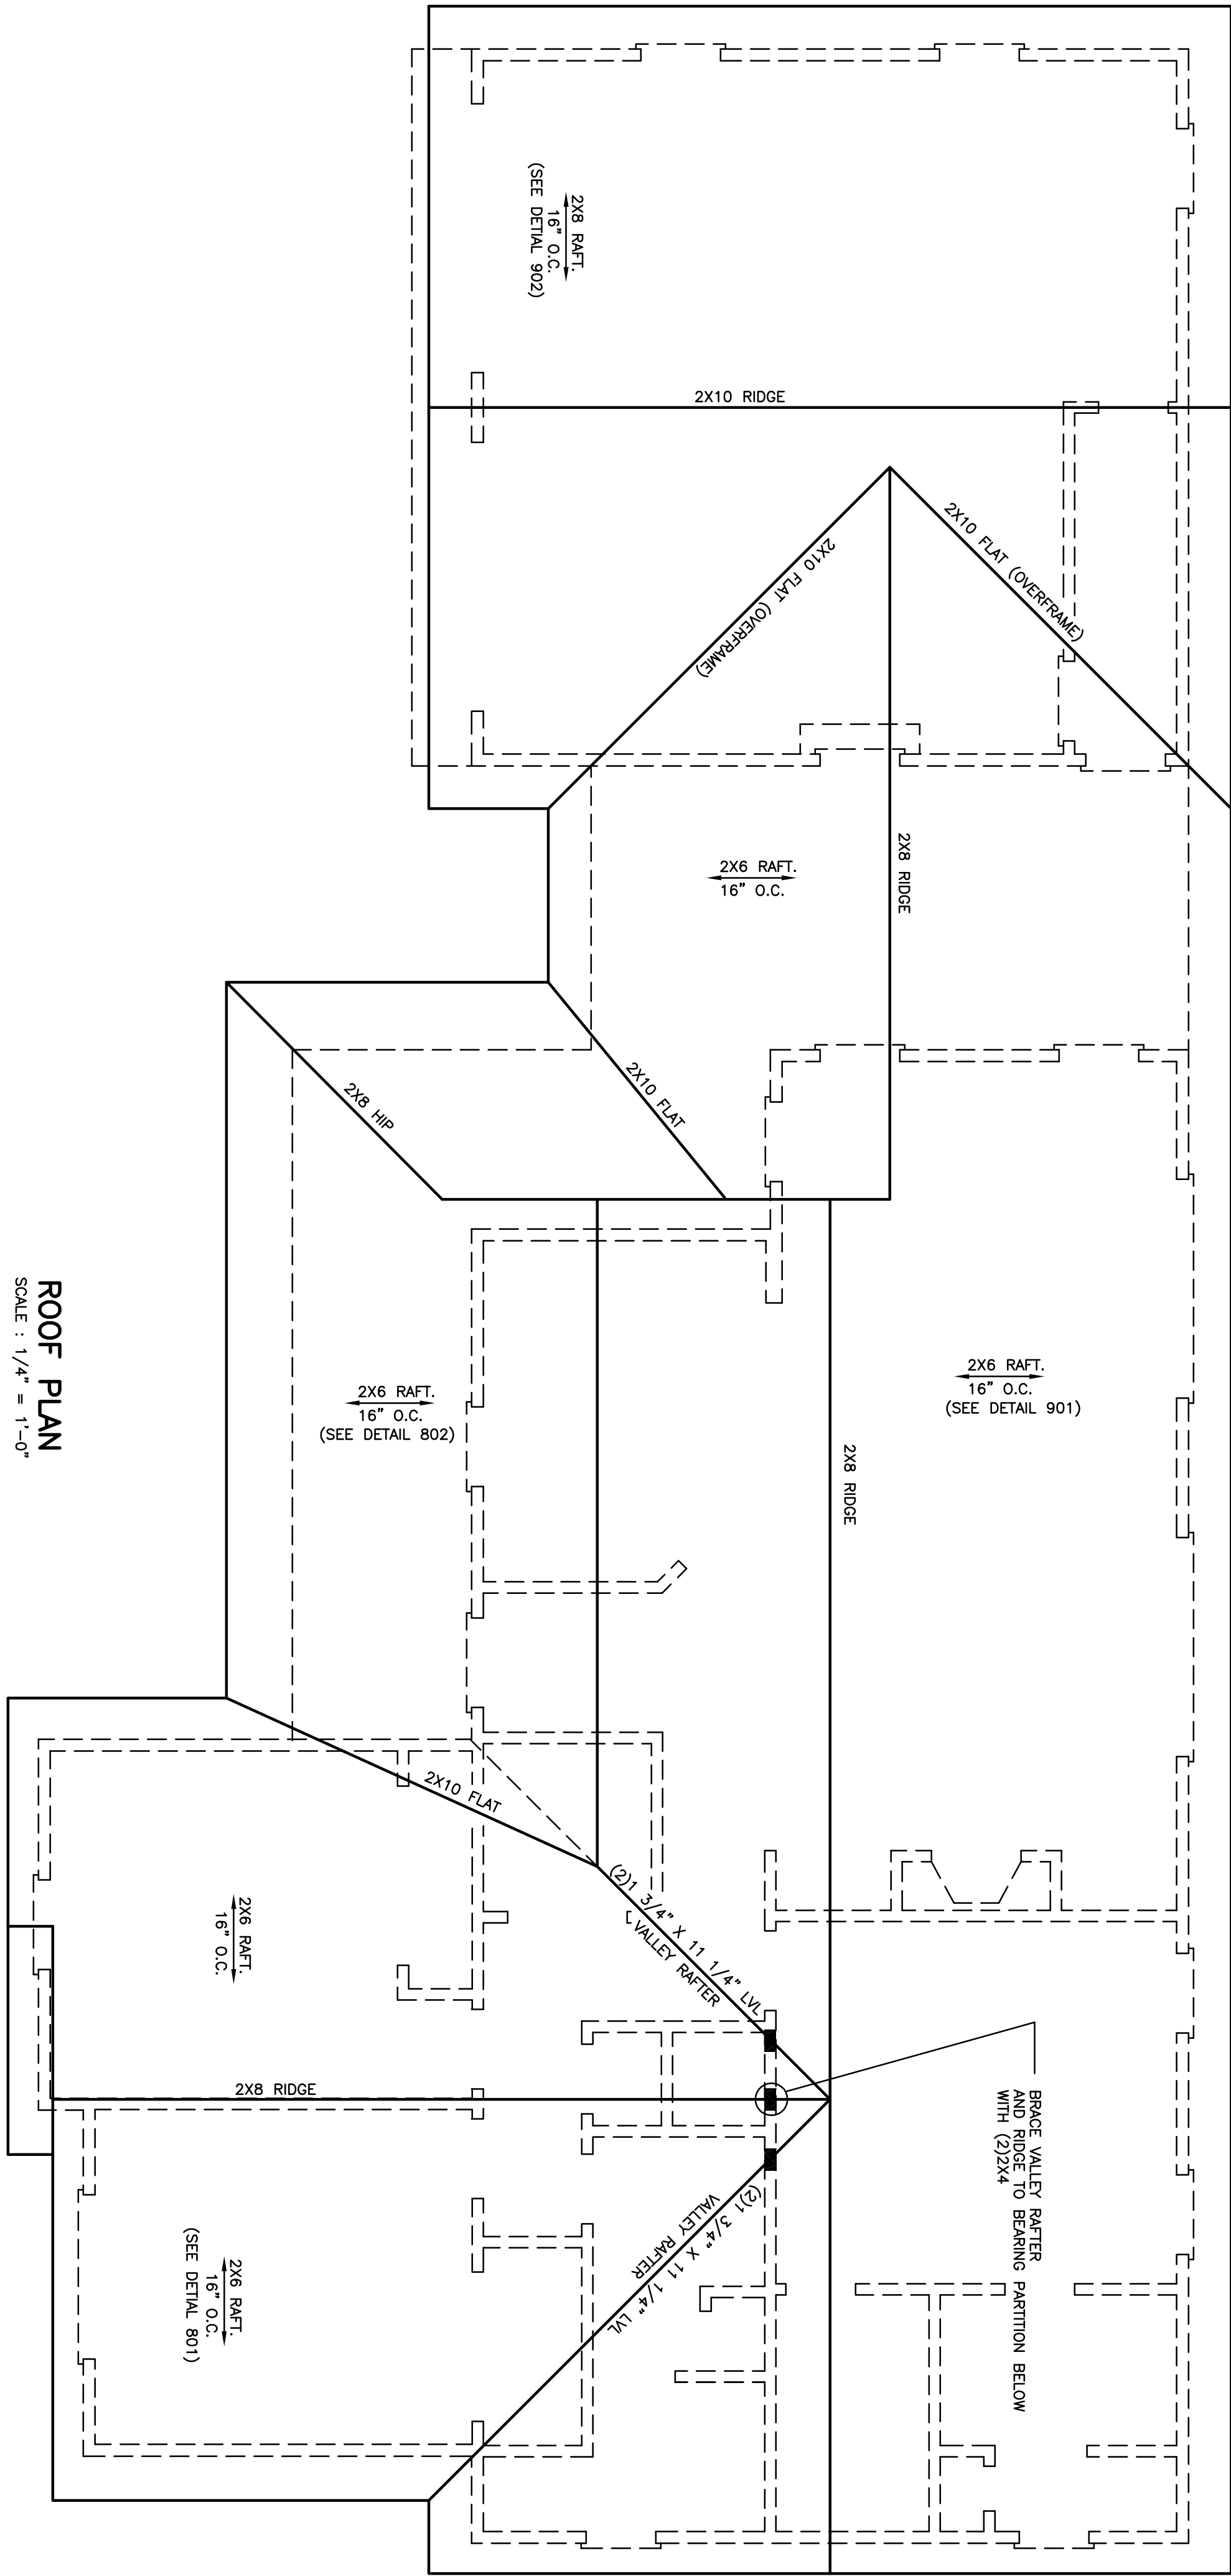 2X8 RAFT.
16" O.C.
(SEE DETIAL 902)
2X10 RIDGE
2X10 FLAT (OVERFRAME)
2X10 FLAT (OVERFRAME)
2X6 RAFT.
16" O.C.
2X8 RIDGE
2X8 HIP
2X10 FLAT
2X6 RAFT.
16" O.C.
(SEE DETAIL 901)
2X6 RAFT.
16" O.C.
(SEE DETAIL 802)
2X8 RIDGE
2X10 FLAT
(2)1 3/4" X 11 1/4" LVL
VALLEY RAFTER
2X6 RAFT.
16" O.C.
2X8 RIDGE
BRACE VALLEY RAFTER
AND RIDGE TO BEARING PARTITION BELOW
WITH (2)2X4
(2)1 3/4" X 11 1/4" LVL
VALLEY RAFTER
2X6 RAFT.
16" O.C.
(SEE DETIAL 801)
ROOF PLAN
SCALE : 1/4" = 1'-0"